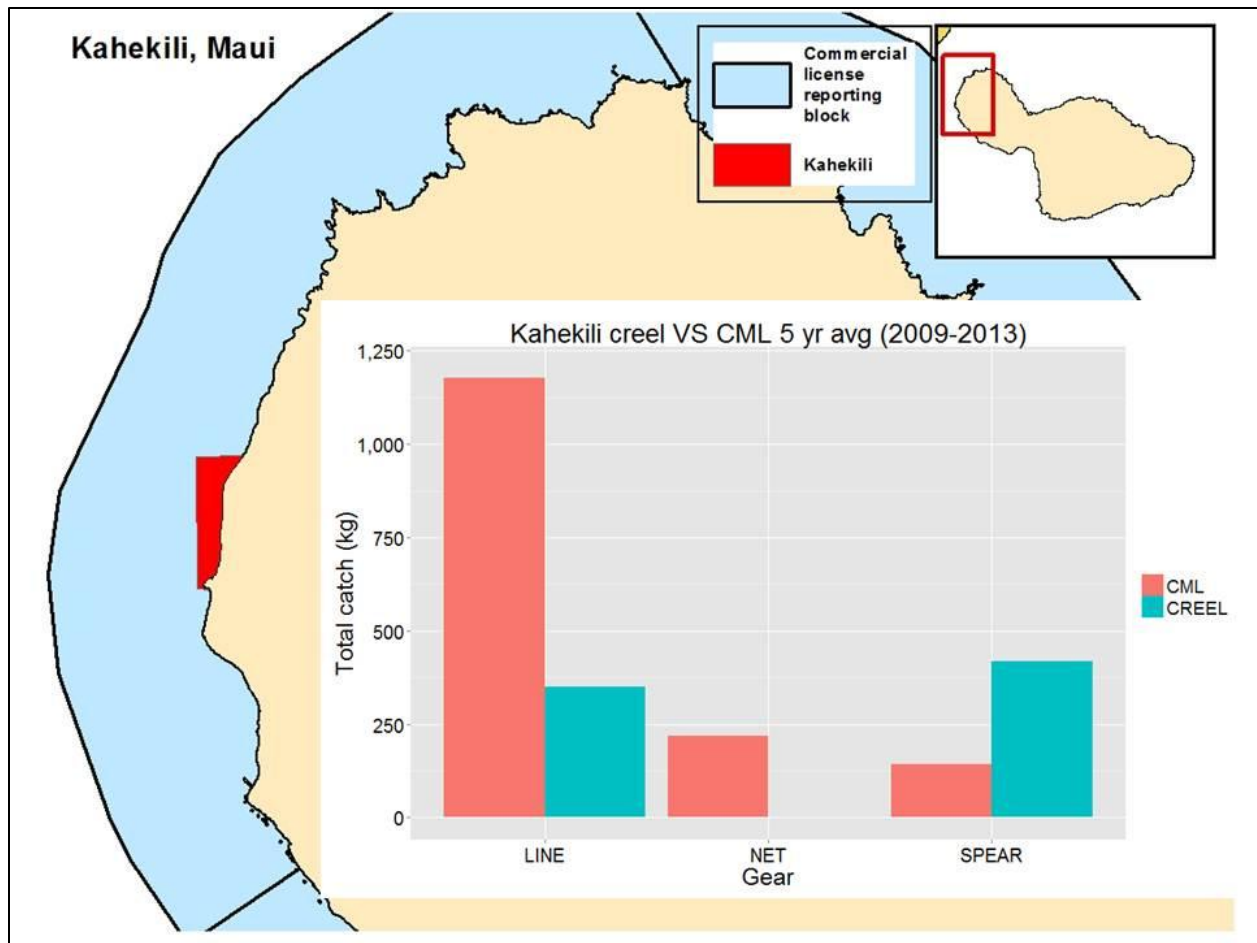 Kahekili, Maui
Commercial
license
reporting
block
Kahekili
Kahekili creel VS CML 5 yr avg (2009-2013)
1,250
1,000
750
500
250
0
Total catch (kg)
LINE
NET
SPEAR
Gear
CML
CREEL